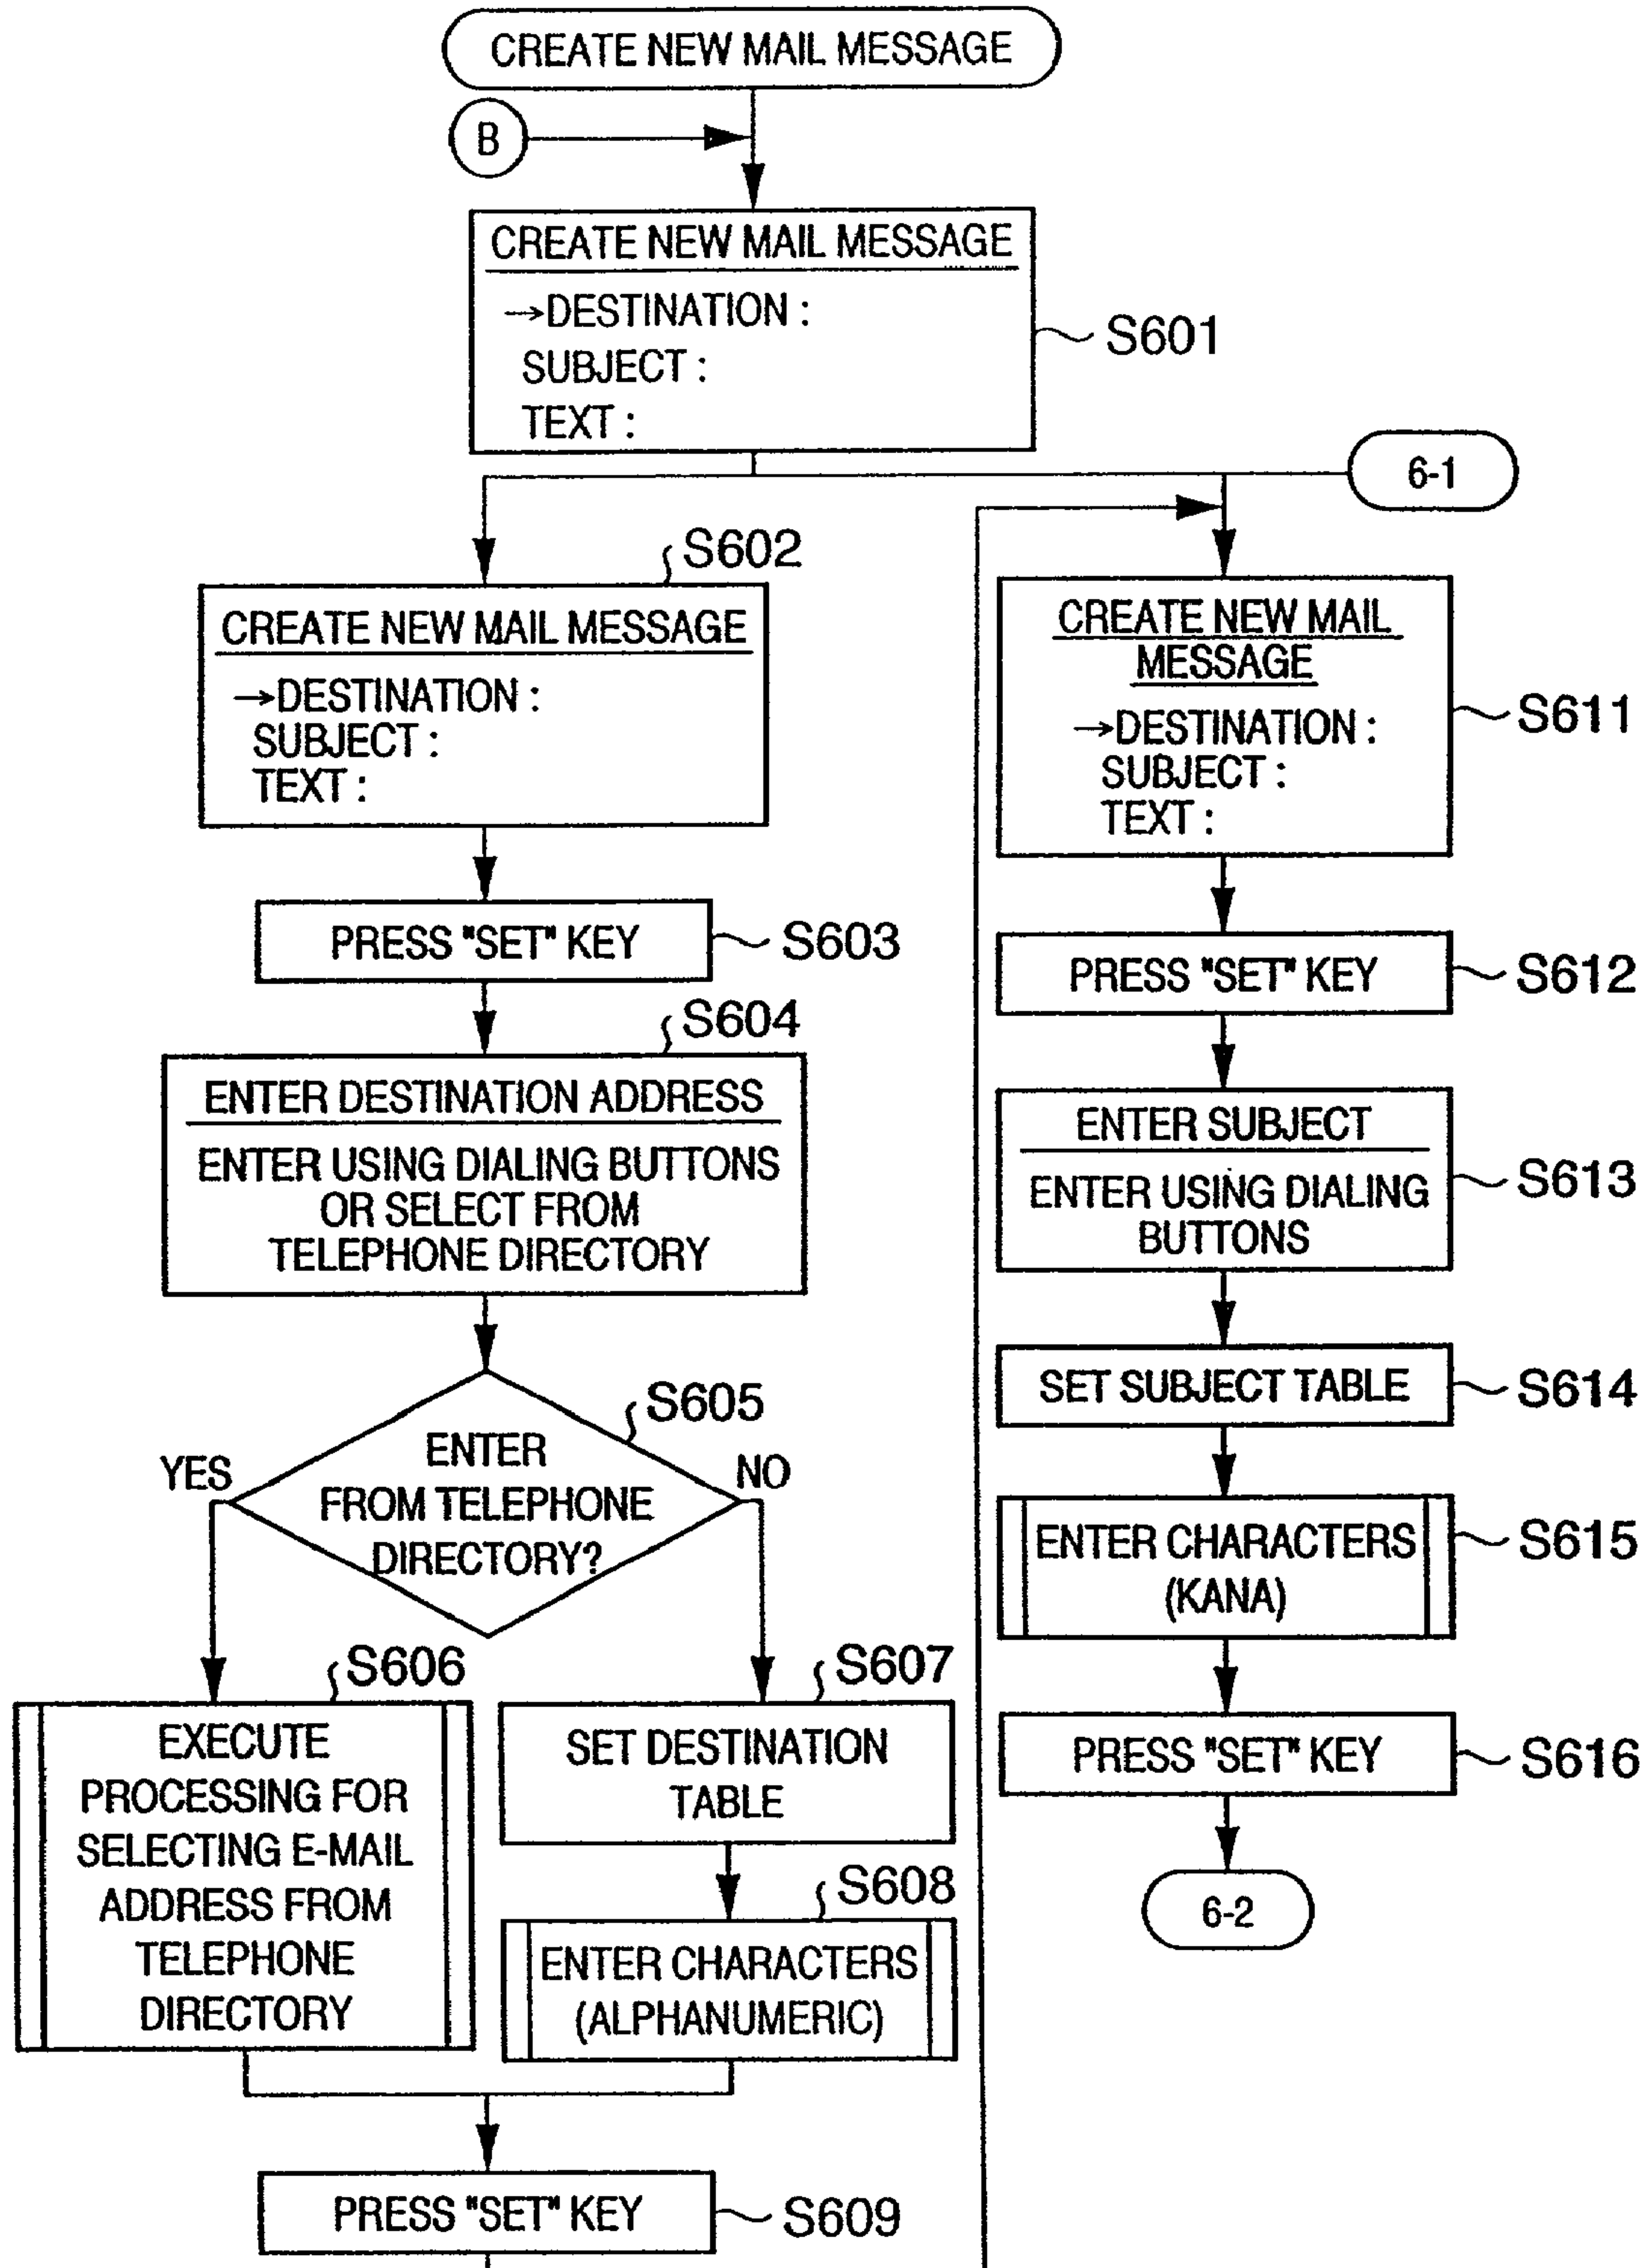 CREATE NEW MAIL MESSAGE
B
CREATE NEW MAIL MESSAGE
→DESTINATION :
SUBJECT :
TEXT :
S601
6-1
S602
CREATE NEW MAIL MESSAGE
→DESTINATION :
SUBJECT :
TEXT :
PRESS "SET" KEY
S603
S604
ENTER DESTINATION ADDRESS
ENTER USING DIALING BUTTONS
OR SELECT FROM
TELEPHONE DIRECTORY
S605
ENTER
FROM TELEPHONE
DIRECTORY?
YES
NO
S606
EXECUTE
PROCESSING FOR
SELECTING E-MAIL
ADDRESS FROM
TELEPHONE
DIRECTORY
S607
SET DESTINATION
TABLE
S608
ENTER CHARACTERS
(ALPHANUMERIC)
PRESS "SET" KEY
S609
CREATE NEW MAIL
MESSAGE
→DESTINATION :
SUBJECT :
TEXT :
S611
PRESS "SET" KEY
S612
ENTER SUBJECT
ENTER USING DIALING
BUTTONS
S613
SET SUBJECT TABLE
S614
ENTER CHARACTERS
(KANA)
S615
PRESS "SET" KEY
S616
6-2